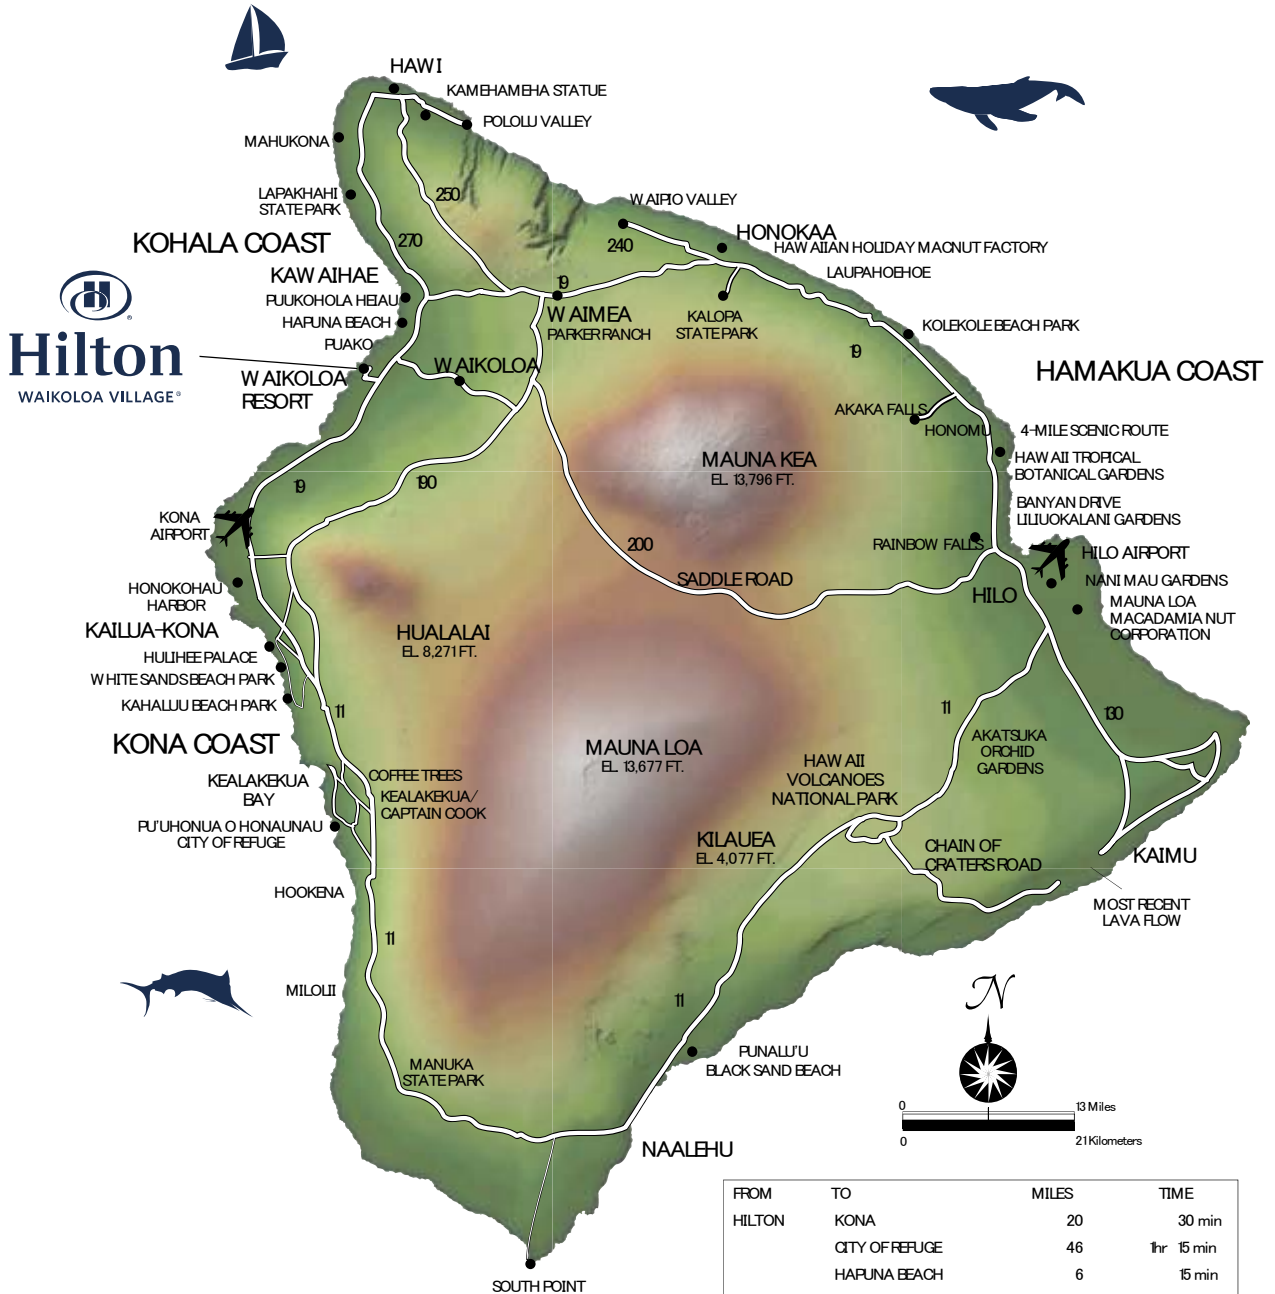 HAWI
KAMEHAMEHA STATUE
POLOLU VALLEY
MAHUKONA
LAPAKHAHI
STATE PARK
250
WAIPIO VALLEY
KOHALA COAST
270
240
HONOKAA
HAWAIIAN HOLIDAY MACNUT FACTORY
LAUPAHOEHOE
KAWAIHAE
PUUKOHOLA HEIAU
HAPUNA BEACH
PUAKO
19
WAIMEA
PARKER RANCH
KALOPA
STATE PARK
KOLEKOLE BEACH PARK
19
HAMAKUA COAST
Hilton
WAIKOLOA VILLAGE®
WAIKOLOA
RESORT
WAIKOLOA
AKAKA FALLS
HONOMU
4-MILE SCENIC ROUTE
HAWAII TROPICAL
BOTANICAL GARDENS
MAUNA KEA
EL. 13,796 FT.
19
190
KONA
AIRPORT
BANYAN DRIVE
LILIUOKALANI GARDENS
200
RAINBOW FALLS
HILO AIRPORT
SADDLE ROAD
HILO
NANI MAU GARDENS
MAUNA LOA
MACADAMIA NUT
CORPORATION
HONOKOHAU
HARBOR
KAILUA-KONA
HULIHEE PALACE
WHITE SANDS BEACH PARK
KAHALUU BEACH PARK
HUALALAI
EL. 8,271 FT.
11
KONA COAST
MAUNA LOA
EL. 13,677 FT.
11
130
AKATSUKA
ORCHID
GARDENS
HAWAII
VOLCANOES
NATIONAL PARK
KEALAKEKUA
BAY
COFFEE TREES
KEALAKEKUA/
CAPTAIN COOK
PU'UHONUA O HONAUNAU
CITY OF REFUGE
KILAUEA
EL. 4,077 FT.
CHAIN OF
CRATERS ROAD
KAIMU
HOOKENA
MOST RECENT
LAVA FLOW
11
MILOLII
11
N
MANUKA
STATE PARK
PUNALU'U
BLACK SAND BEACH
0 13 Miles
0 21 Kilometers
NAALEHU
SOUTH POINT
FROM TO MILES TIME
HILTON KONA 20 30 min
CITY OF REFUGE 46 1hr 15 min
HAPUNA BEACH 6 15 min